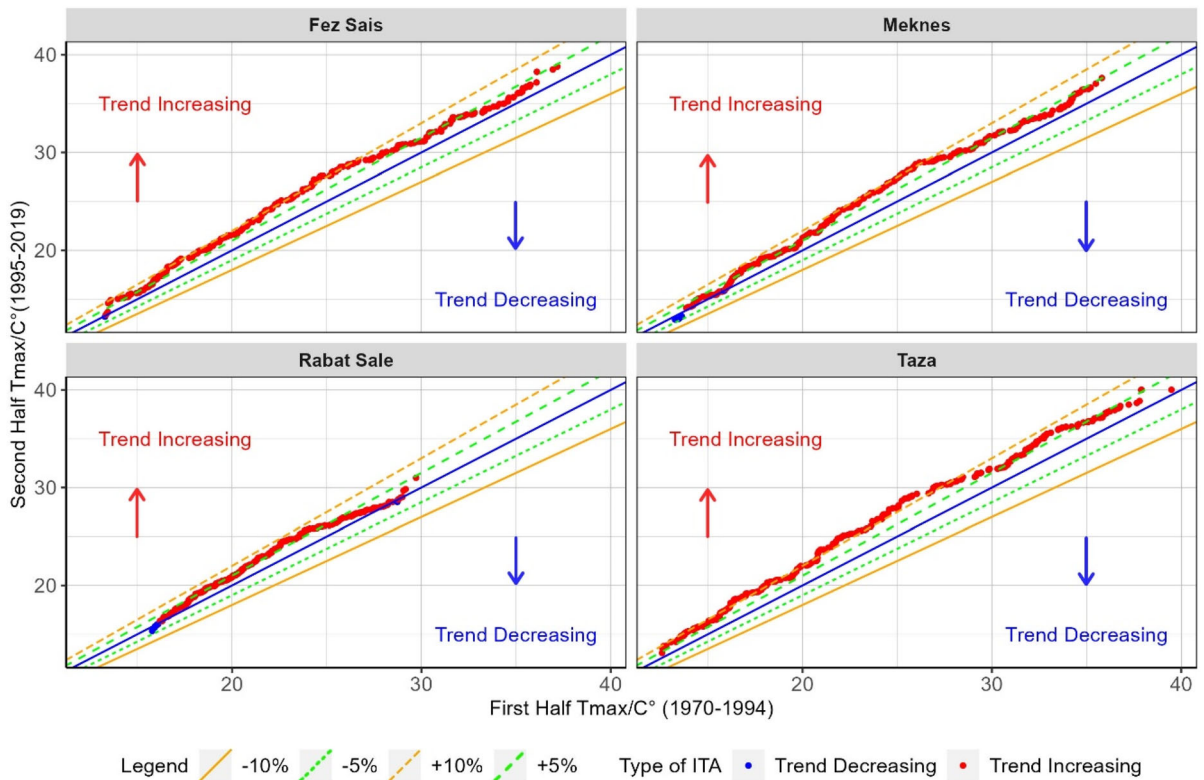 Fez Sais
Meknes
40
30
20
Trend Increasing
Trend Decreasing
Trend Increasing
Trend Decreasing
Second Half Tmax/C°(1995-2019)
Rabat Sale
Taza
40
30
20
Trend Increasing
Trend Decreasing
Trend Increasing
Trend Decreasing
20 30 40 20 30 40
First Half Tmax/C° (1970-1994)
Legend -10% -5% +10% +5% Type of ITA Trend Decreasing Trend Increasing